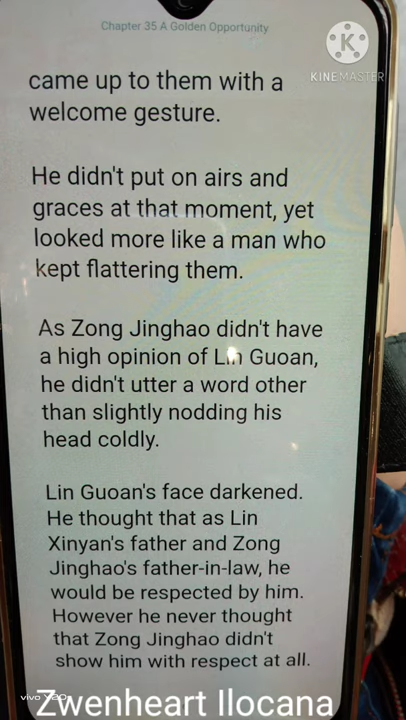 Chapter 35 A Golden Opportunity
KINEMASTER
came up to them with a
welcome gesture.
He didn't put on airs and
graces at that moment, yet
looked more like a man who
kept flattering them.
As Zong Jinghao didn't have
a high opinion of Lin Guoan,
he didn't utter a word other
than slightly nodding his
head coldly.
Lin Guoan's face darkened.
He thought that as Lin
Xinyan's father and Zong
Jinghao's father-in-law, he
would be respected by him.
However he never thought
that Zong Jinghao didn't
show him with respect at all.
vivo Y20
Zwenheart Ilocana